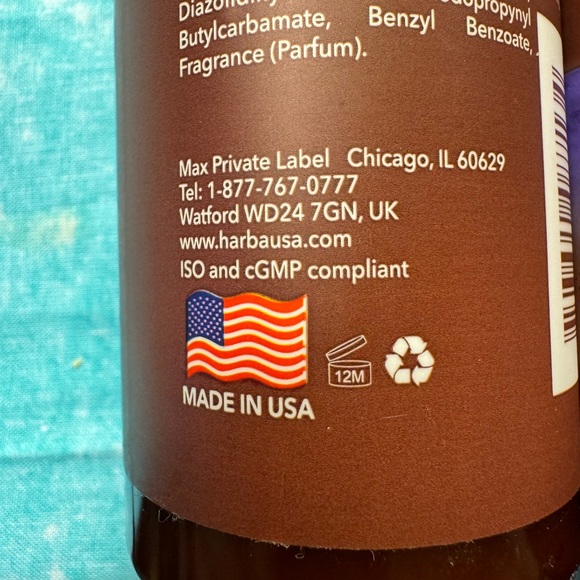 Butylcarbamate, Benzyl Benzoate,
Fragrance (Parfum).
Max Private Label Chicago, IL 60629
Tel: 1-877-767-0777
Watford WD24 7GN, UK
www.harbausa.com
ISO and cGMP compliant
12M
MADE IN USA